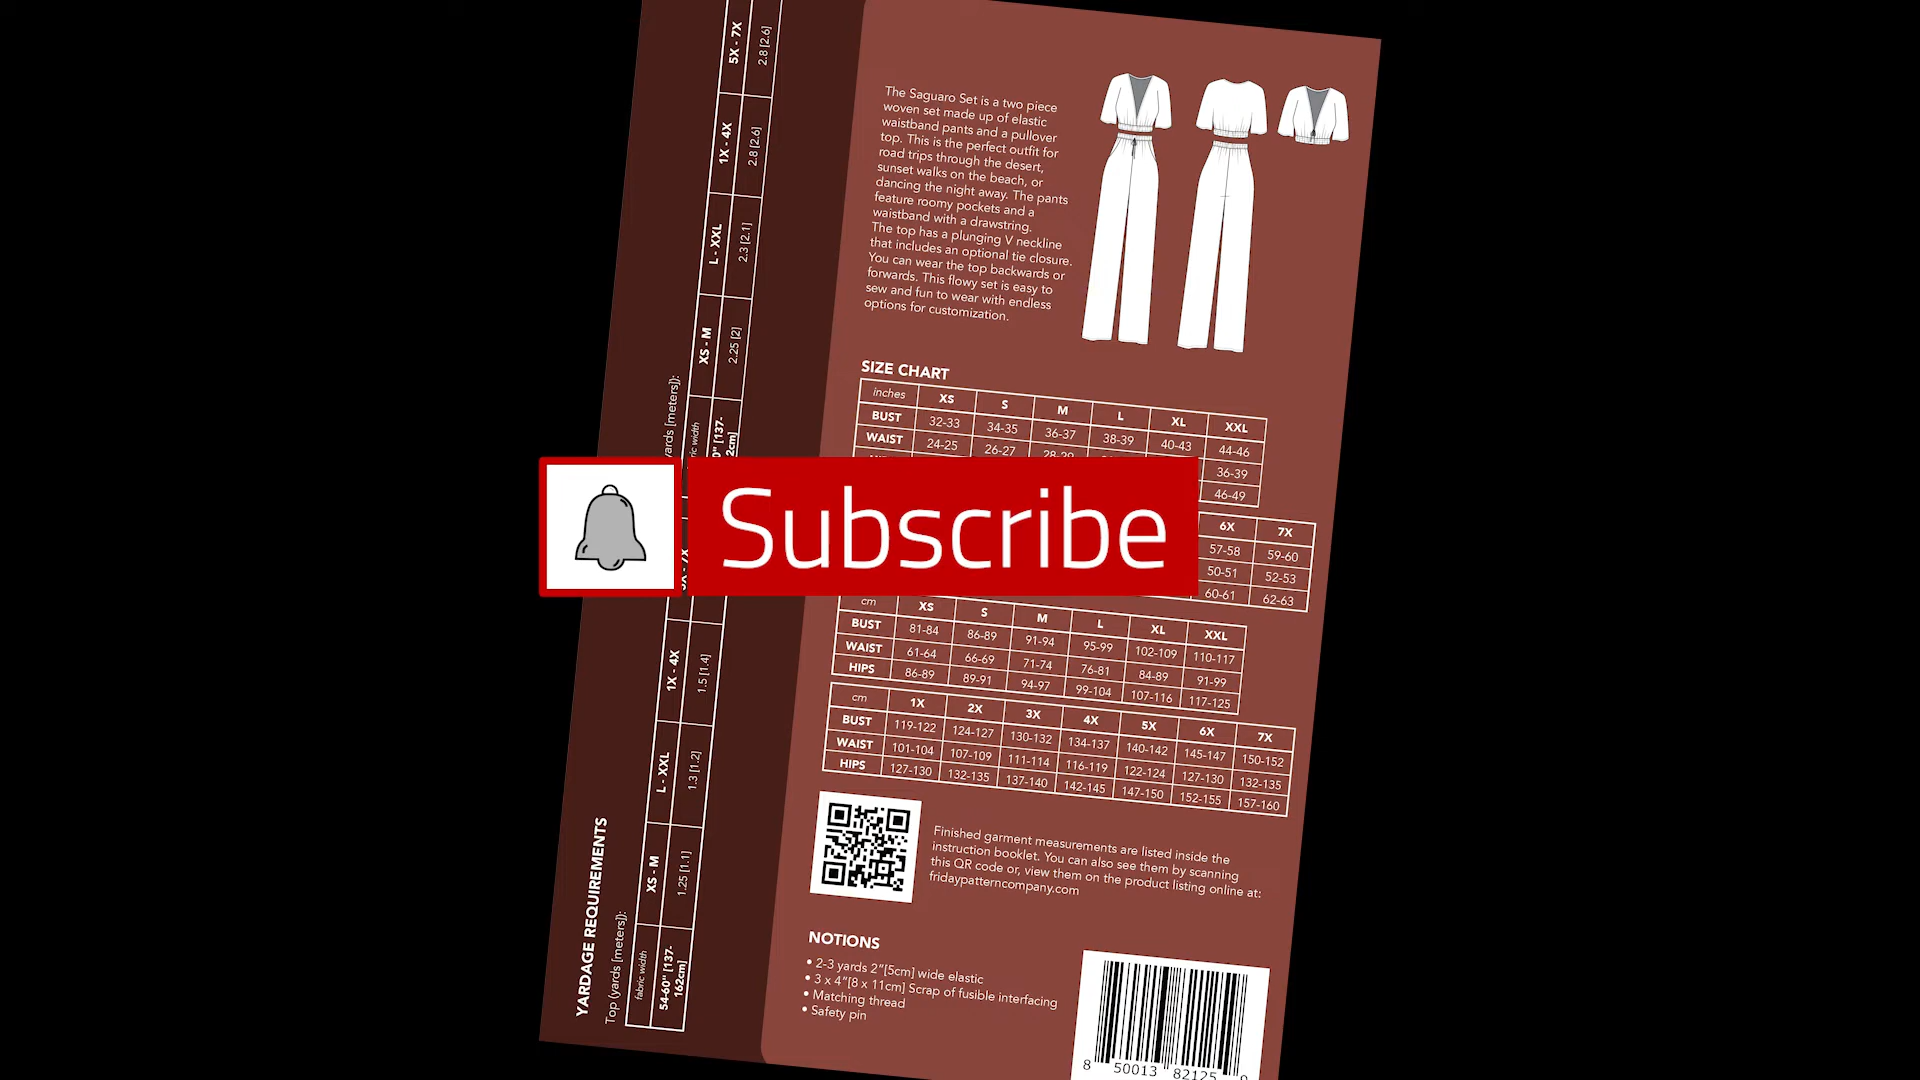 The Saguaro Set is a two piece
woven set made up of elastic
waistband pants and a pullover
top. This is the perfect outfit for
road trips through the desert,
sunset walks on the beach, or
dancing the night away. The pants
feature roomy pockets and a
waistband with a drawstring.
The top has a plunging V neckline
that includes an optional tie closure.
You can wear the top backwards or
forwards. This flowy set is easy to
sew and fun to wear with endless
options for customization.
SIZE CHART
inches XS S M L XL XXL
BUST 32-33 34-35 36-37 38-39 40-43 44-46
WAIST 24-25 26-27 28-29 36-39
46-49
6X 7X
57-58 59-60
50-51 52-53
60-61 62-63
Subscribe
cm XS S M L XL XXL
BUST 81-84 86-89 91-94 95-99 102-109 110-117
WAIST 61-64 66-69 71-74 76-81 84-89 91-99
HIPS 86-89 89-91 94-97 99-104 107-116 117-125
cm 1X 2X 3X 4X 5X 6X 7X
BUST 119-122 124-127 130-132 134-137 140-142 145-147 150-152
WAIST 101-104 107-109 111-114 116-119 122-124 127-130 132-135
HIPS 127-130 132-135 137-140 142-145 147-150 152-155 157-160
Finished garment measurements are listed inside the
instruction booklet. You can also see them by scanning
this QR code or, view them on the product listing online at:
fridaypatterncompany.com
NOTIONS
• 2-3 yards 2"[5cm] wide elastic
• 3 x 4"[8 x 11cm] Scrap of fusible interfacing
• Matching thread
• Safety pin
8 50013 82125
YARDAGE REQUIREMENTS
Top (yards [meters]):
fabric width XS - M L - XXL 1X - 4X
54-60" [137-
162cm] 1.25 [1.1] 1.3 [1.2] 1.5 [1.4]
[meters]):
XS - M L - XXL 1X - 4X 5X - 7X
[137- 2.25 [2] 2.3 [2.1] 2.8 [2.6] 2.8 [2.6]